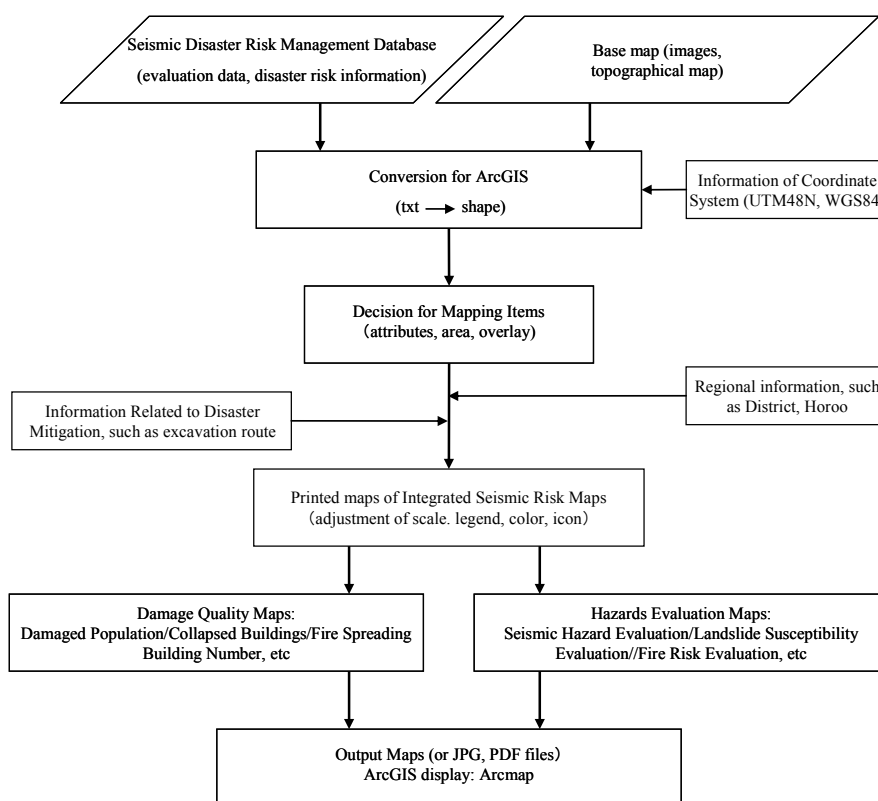 Seismic Disaster Risk Management Database
(evaluation data, disaster risk information)
Base map (images,
topographical map)
Conversion for ArcGIS
(txt → shape)
Information of Coordinate
System (UTM48N, WGS84
Decision for Mapping Items
(attributes, area, overlay)
Regional information, such
as District, Horoo
Information Related to Disaster
Mitigation, such as excavation route
Printed maps of Integrated Seismic Risk Maps
(adjustment of scale. legend, color, icon)
Damage Quality Maps:
Damaged Population/Collapsed Buildings/Fire Spreading
Building Number, etc
Hazards Evaluation Maps:
Seismic Hazard Evaluation/Landslide Susceptibility
Evaluation//Fire Risk Evaluation, etc
Output Maps (or JPG, PDF files)
ArcGIS display: Arcmap